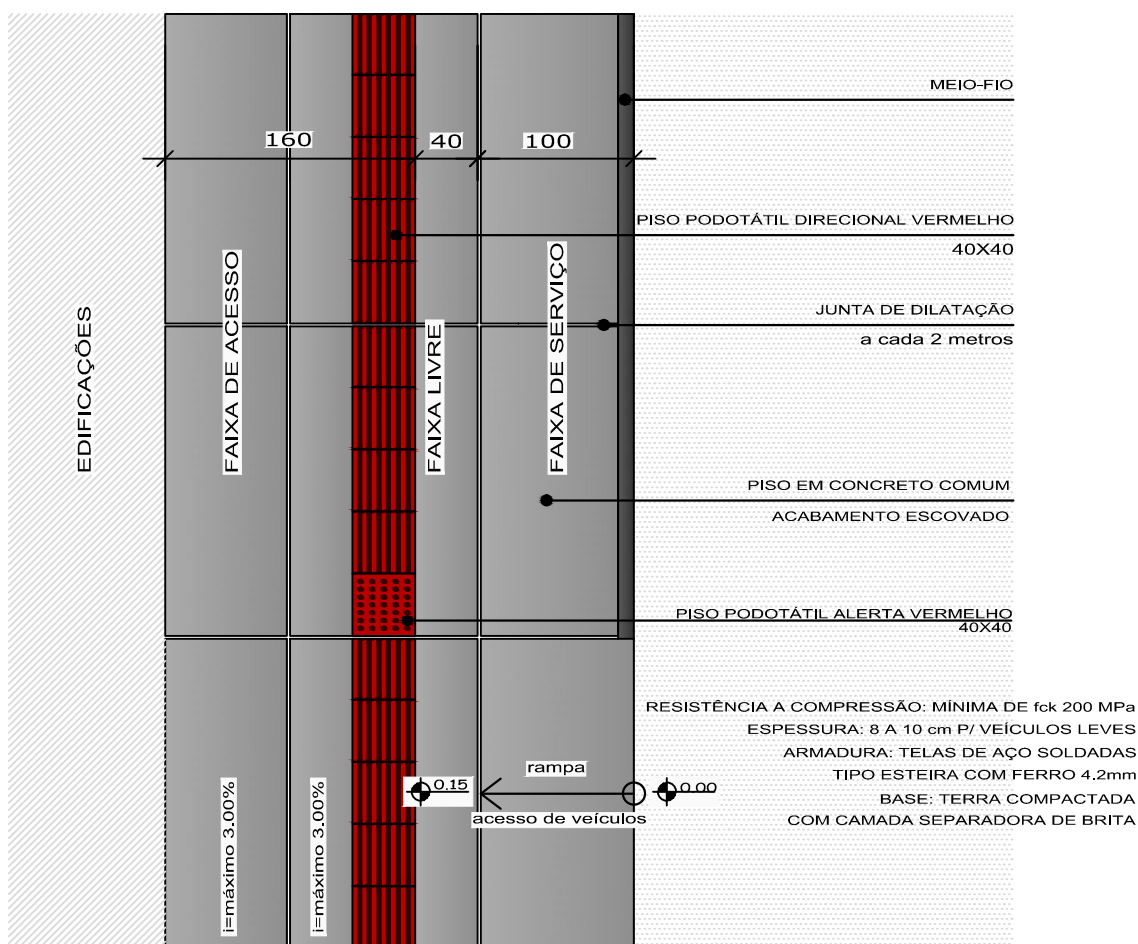 MEIO-FIO
160
40
100
PISO PODOTÁTIL DIRECIONAL VERMELHO
40X40
EDIFICAÇÕES
FAIXA DE ACESSO
FAIXA LIVRE
FAIXA DE SERVIÇO
JUNTA DE DILATAÇÃO
a cada 2 metros
PISO EM CONCRETO COMUM
ACABAMENTO ESCOVADO
PISO PODOTÁTIL ALERTA VERMELHO
40X40
RESISTÊNCIA A COMPRESSÃO: MÍNIMA DE fck 200 MPa
ESPESSURA: 8 A 10 cm P/ VEÍCULOS LEVES
ARMADURA: TELAS DE AÇO SOLDADAS
TIPO ESTEIRA COM FERRO 4.2mm
BASE: TERRA COMPACTADA
COM CAMADA SEPARADORA DE BRITA
rampa
0.15
0.00
acesso de veículos
i=máximo 3.00%
i=máximo 3.00%